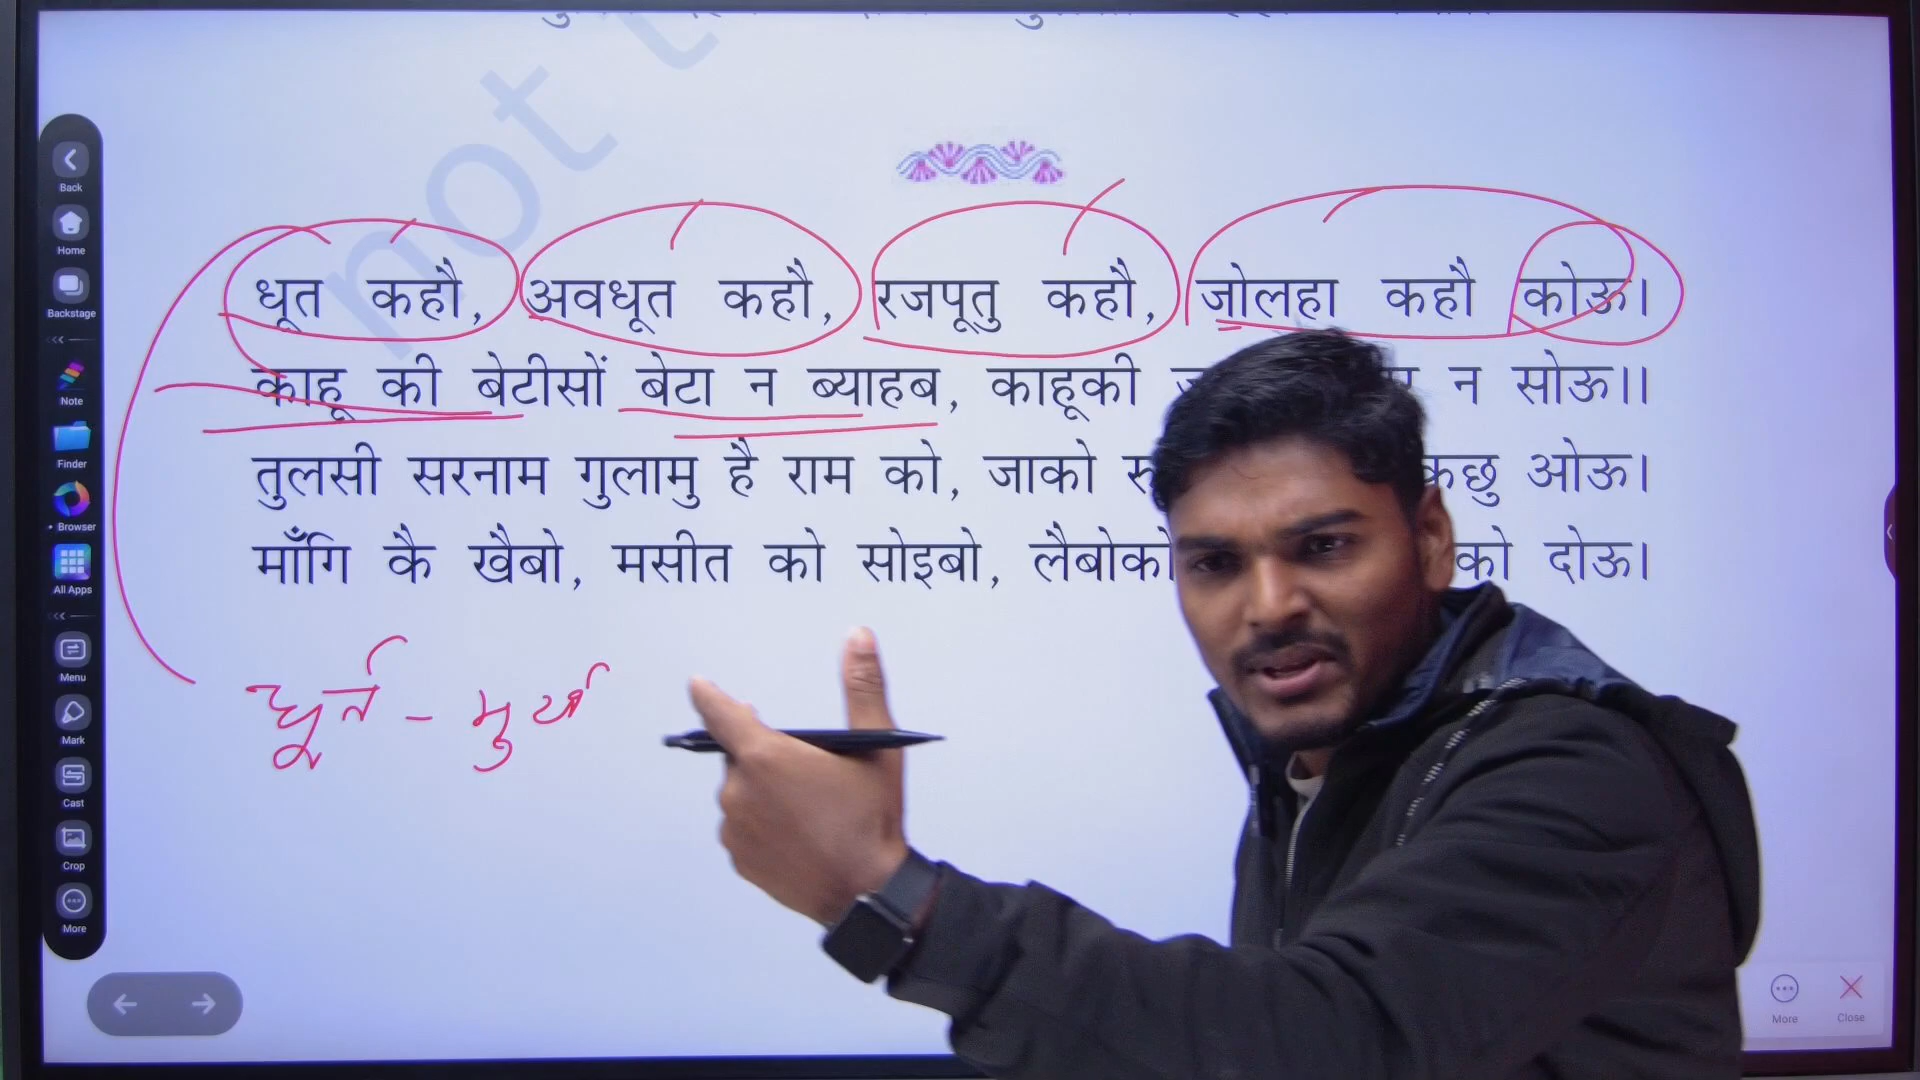 not
धूत कहौ, अवधूत कहौ, रजपूतु कहौ, जोलहा कहौ कोऊ।
काहू की बेटीसों बेटा न ब्याहब, काहूकी न सोऊ।।
तुलसी सरनाम गुलामु है राम को, जाको कछु ओऊ।
माँगि कै खैबो, मसीत को सोइबो, लैबोको को दोऊ।
धूर्त -
Back
Home
Backstage
Note
Finder
Browser
All Apps
Menu
Mark
Cast
Crop
More
More
Close